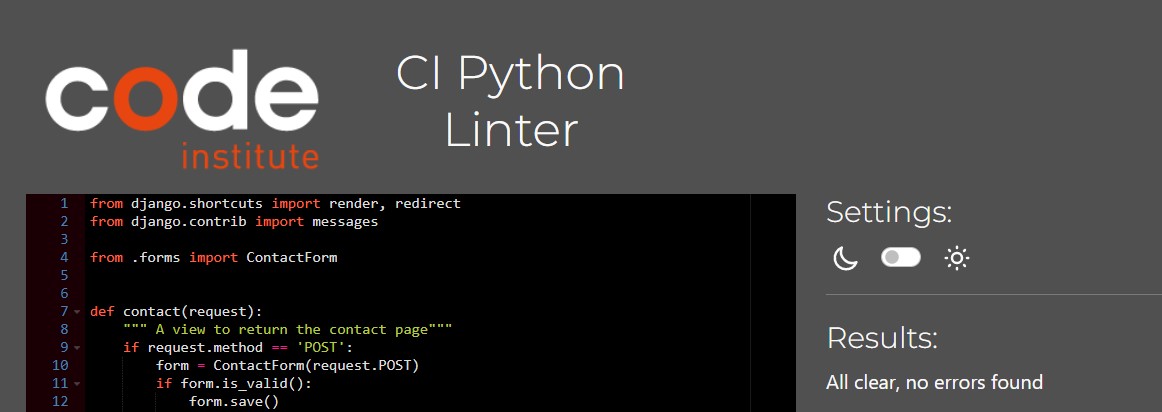 code
institute
CI Python
Linter
1 from django.shortcuts import render, redirect
2 from django.contrib import messages
3
4 from .forms import ContactForm
5
6
7 def contact(request):
8     """ A view to return the contact page"""
9     if request.method == 'POST':
10         form = ContactForm(request.POST)
11         if form.is_valid():
12             form.save()
Settings:
Results:
All clear, no errors found